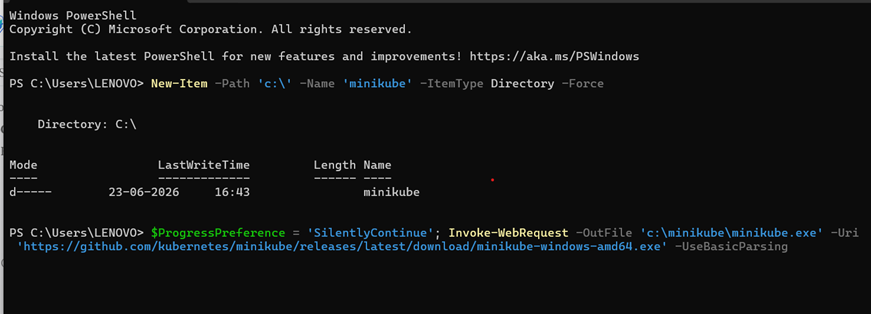 Windows PowerShell
Copyright (C) Microsoft Corporation. All rights reserved.
Install the latest PowerShell for new features and improvements! https://aka.ms/PSWindows
PS C:\Users\LENOVO> New-Item -Path 'c:\' -Name 'minikube' -ItemType Directory -Force
Directory: C:\
Mode LastWriteTime Length Name
---- ------------- ------ ----
d----- 23-06-2026 16:43 minikube
PS C:\Users\LENOVO> $ProgressPreference = 'SilentlyContinue'; Invoke-WebRequest -OutFile 'c:\minikube\minikube.exe' -Uri
'https://github.com/kubernetes/minikube/releases/latest/download/minikube-windows-amd64.exe' -UseBasicParsing